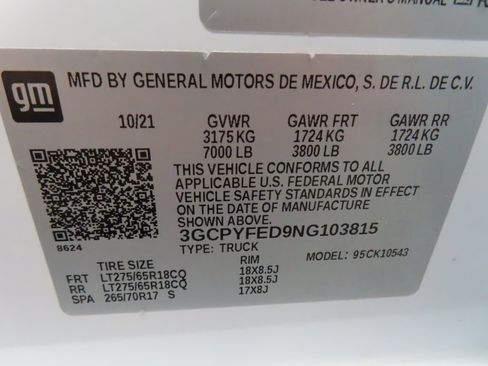 OWNER'S MANUAL
gm
MFD BY GENERAL MOTORS DE MEXICO, S. DE R.L. DE C.V.
10/21 GVWR GAWR FRT GAWR RR
3175 KG 1724 KG 1724 KG
7000 LB 3800 LB 3800 LB
THIS VEHICLE CONFORMS TO ALL
APPLICABLE U.S. FEDERAL MOTOR
VEHICLE SAFETY STANDARDS IN EFFECT
ON THE DATE OF MANUFACTURE
SHOWN ABOVE.
8624 3GCPYFED9NG103815
TYPE: TRUCK MODEL: 95CK10543
TIRE SIZE RIM
FRT LT275/65R18CQ 18X8.5J
RR LT275/65R18CQ 18X8.5J
SPA 265/70R17 S 17X8J